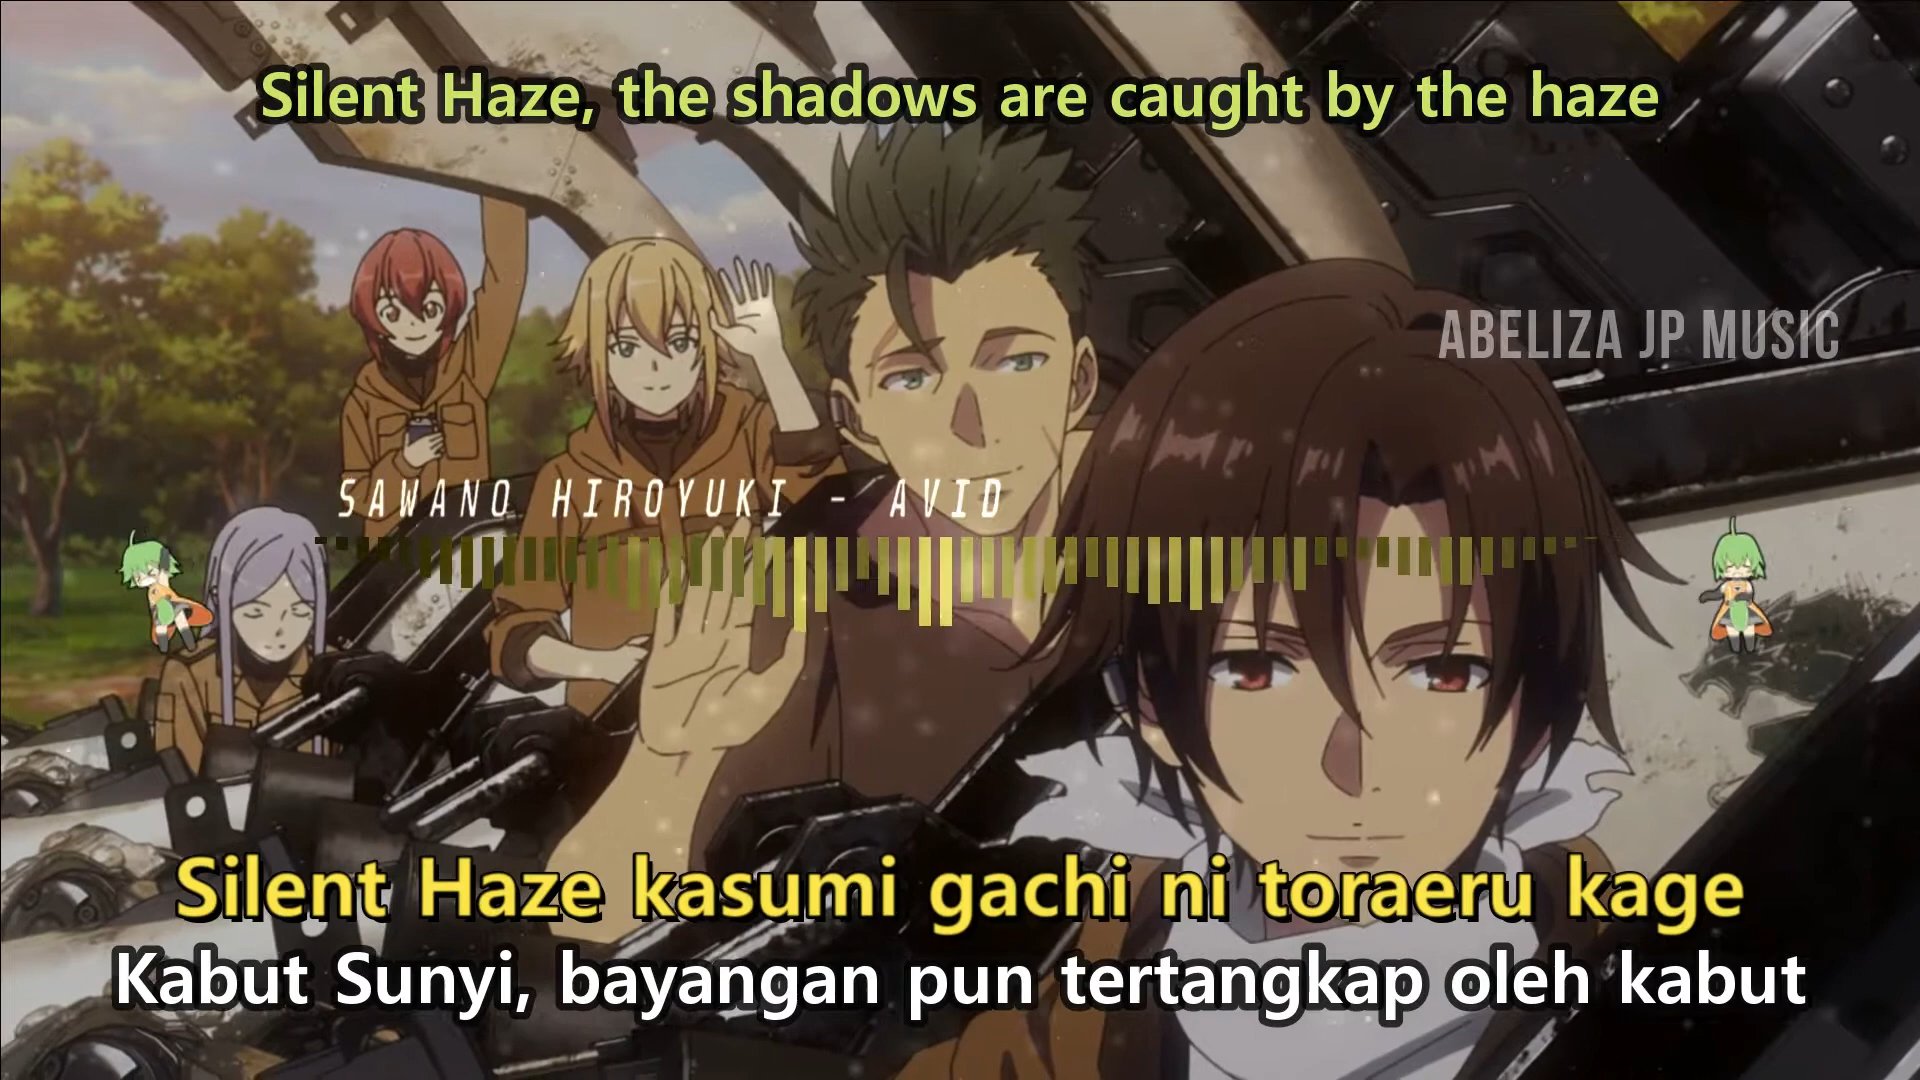 Silent Haze, the shadows are caught by the haze
ABELIZA JP MUSIC
SAWANO HIROYUKI - AVID
Silent Haze kasumi gachi ni toraeru kage
Kabut Sunyi, bayangan pun tertangkap oleh kabut